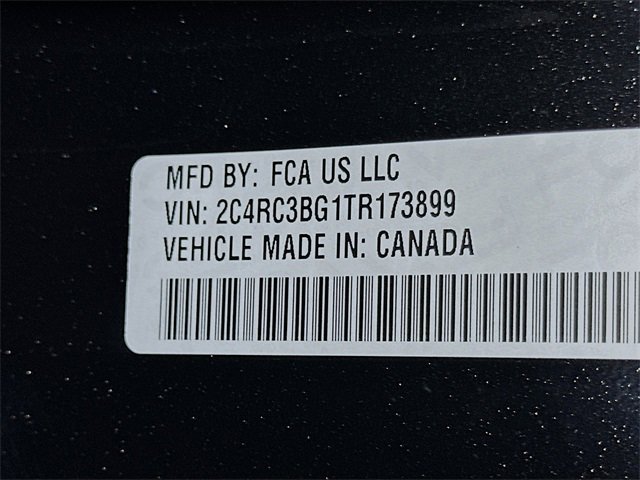 MFD BY: FCA US LLC
VIN: 2C4RC3BG1TR173899
VEHICLE MADE IN: CANADA